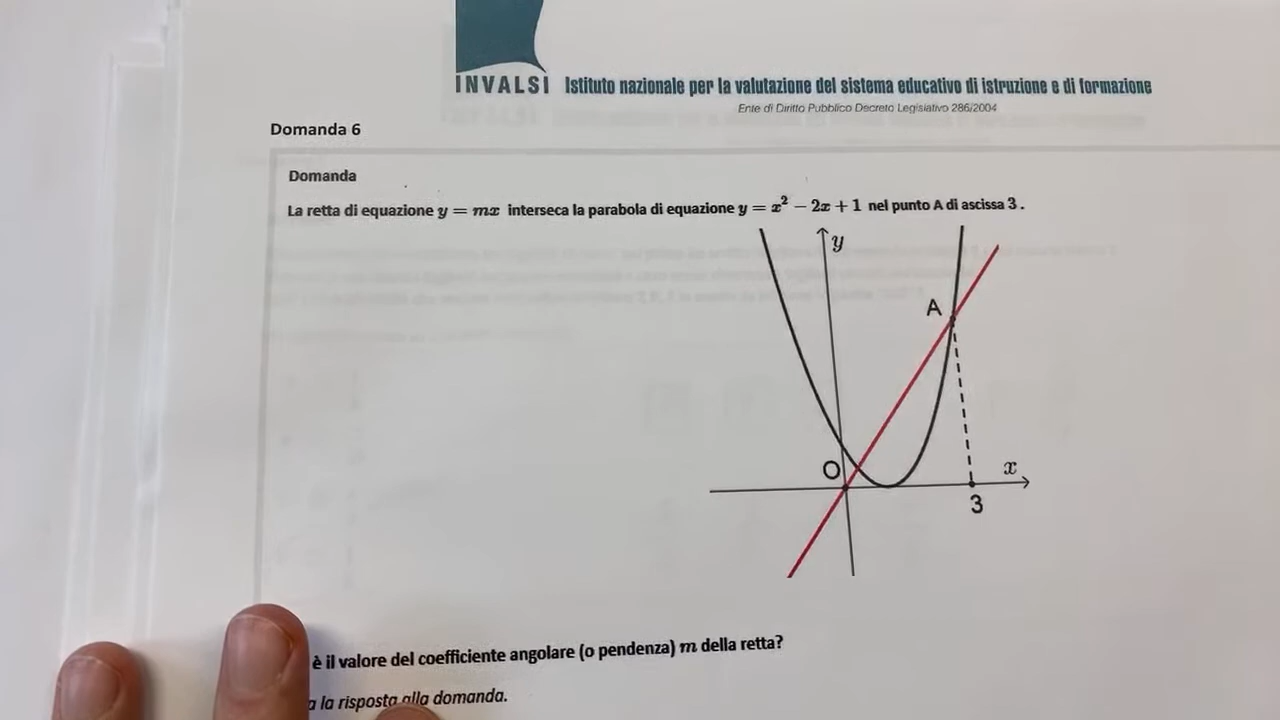 INVALSI Istituto nazionale per la valutazione del sistema educativo di istruzione e di formazione
Ente di Diritto Pubblico Decreto Legislativo 286/2004
Domanda 6
Domanda
La retta di equazione y = mx interseca la parabola di equazione y = x² − 2x + 1 nel punto A di ascissa 3 .
y
A
O
x
3
è il valore del coefficiente angolare (o pendenza) m della retta?
la risposta alla domanda.